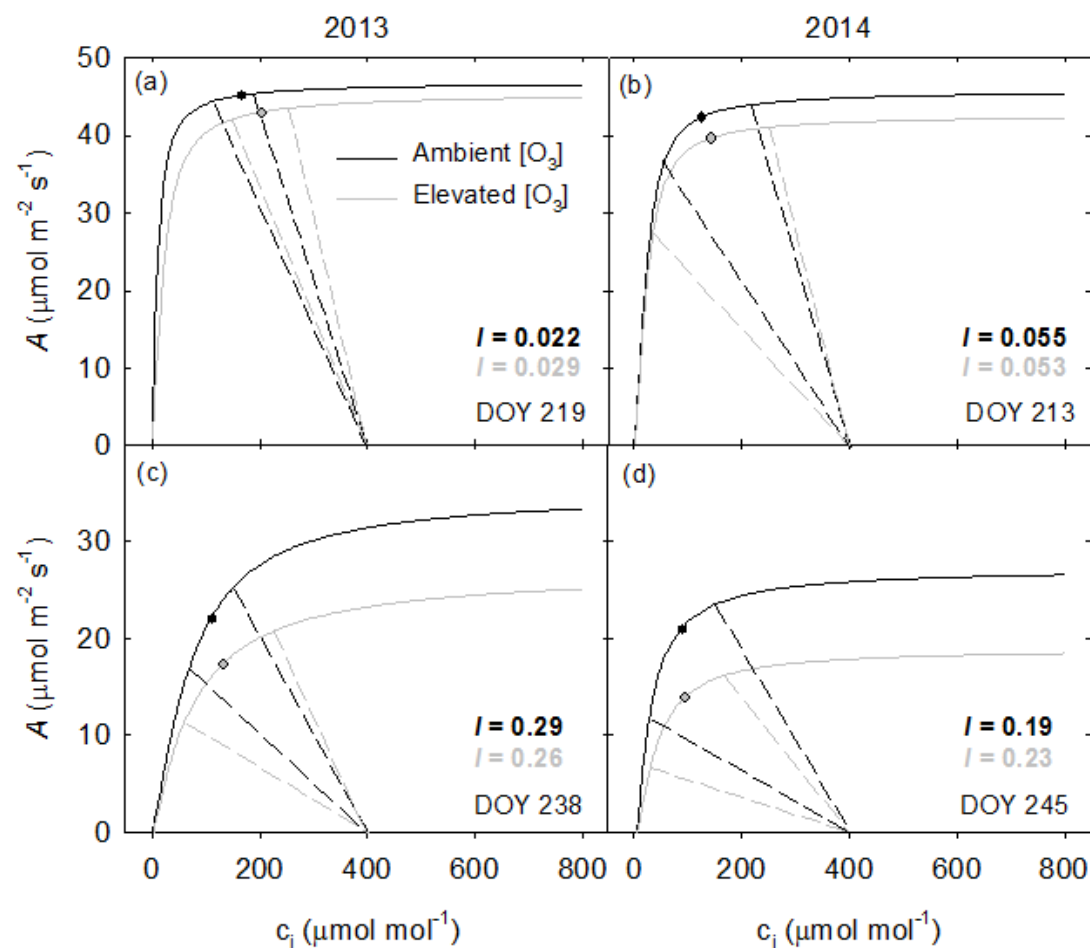 2013 2014
50
(a) (b)
40
Ambient [O₃]
30
Elevated [O₃]
A (µmol m⁻² s⁻¹)
20
l = 0.022 l = 0.055
10
l = 0.029 l = 0.053
DOY 219 DOY 213
0
(c) (d)
30
A (µmol m⁻² s⁻¹)
20
l = 0.29 l = 0.19
10
l = 0.26 l = 0.23
DOY 238 DOY 245
0
0 200 400 600 800 0 200 400 600 800
cᵢ (µmol mol⁻¹) cᵢ (µmol mol⁻¹)